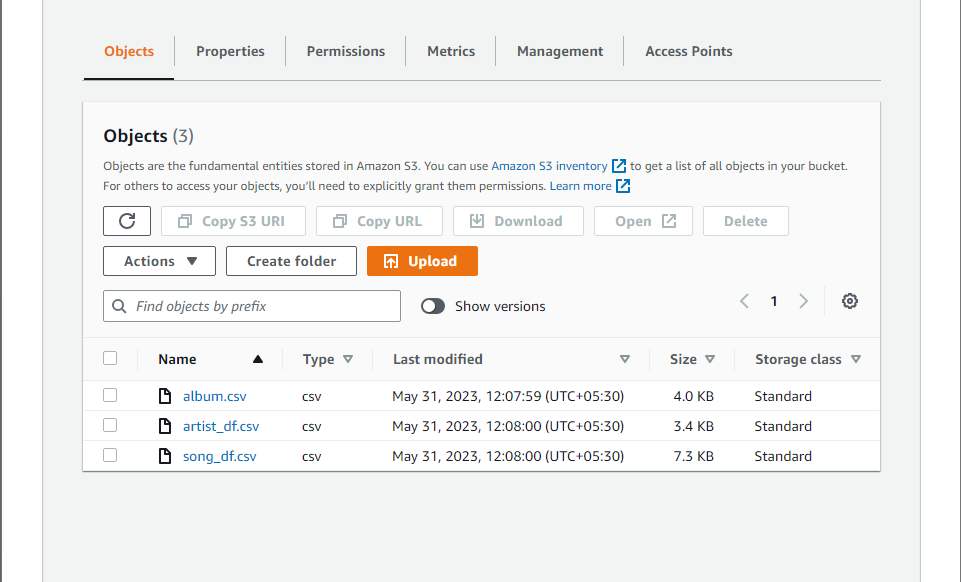 Objects Properties Permissions Metrics Management Access Points
Objects (3)
Objects are the fundamental entities stored in Amazon S3. You can use Amazon S3 inventory to get a list of all objects in your bucket.
For others to access your objects, you'll need to explicitly grant them permissions. Learn more
Copy S3 URI Copy URL Download Open Delete
Actions Create folder Upload
Find objects by prefix Show versions 1
Name Type Last modified Size Storage class
album.csv csv May 31, 2023, 12:07:59 (UTC+05:30) 4.0 KB Standard
artist_df.csv csv May 31, 2023, 12:08:00 (UTC+05:30) 3.4 KB Standard
song_df.csv csv May 31, 2023, 12:08:00 (UTC+05:30) 7.3 KB Standard